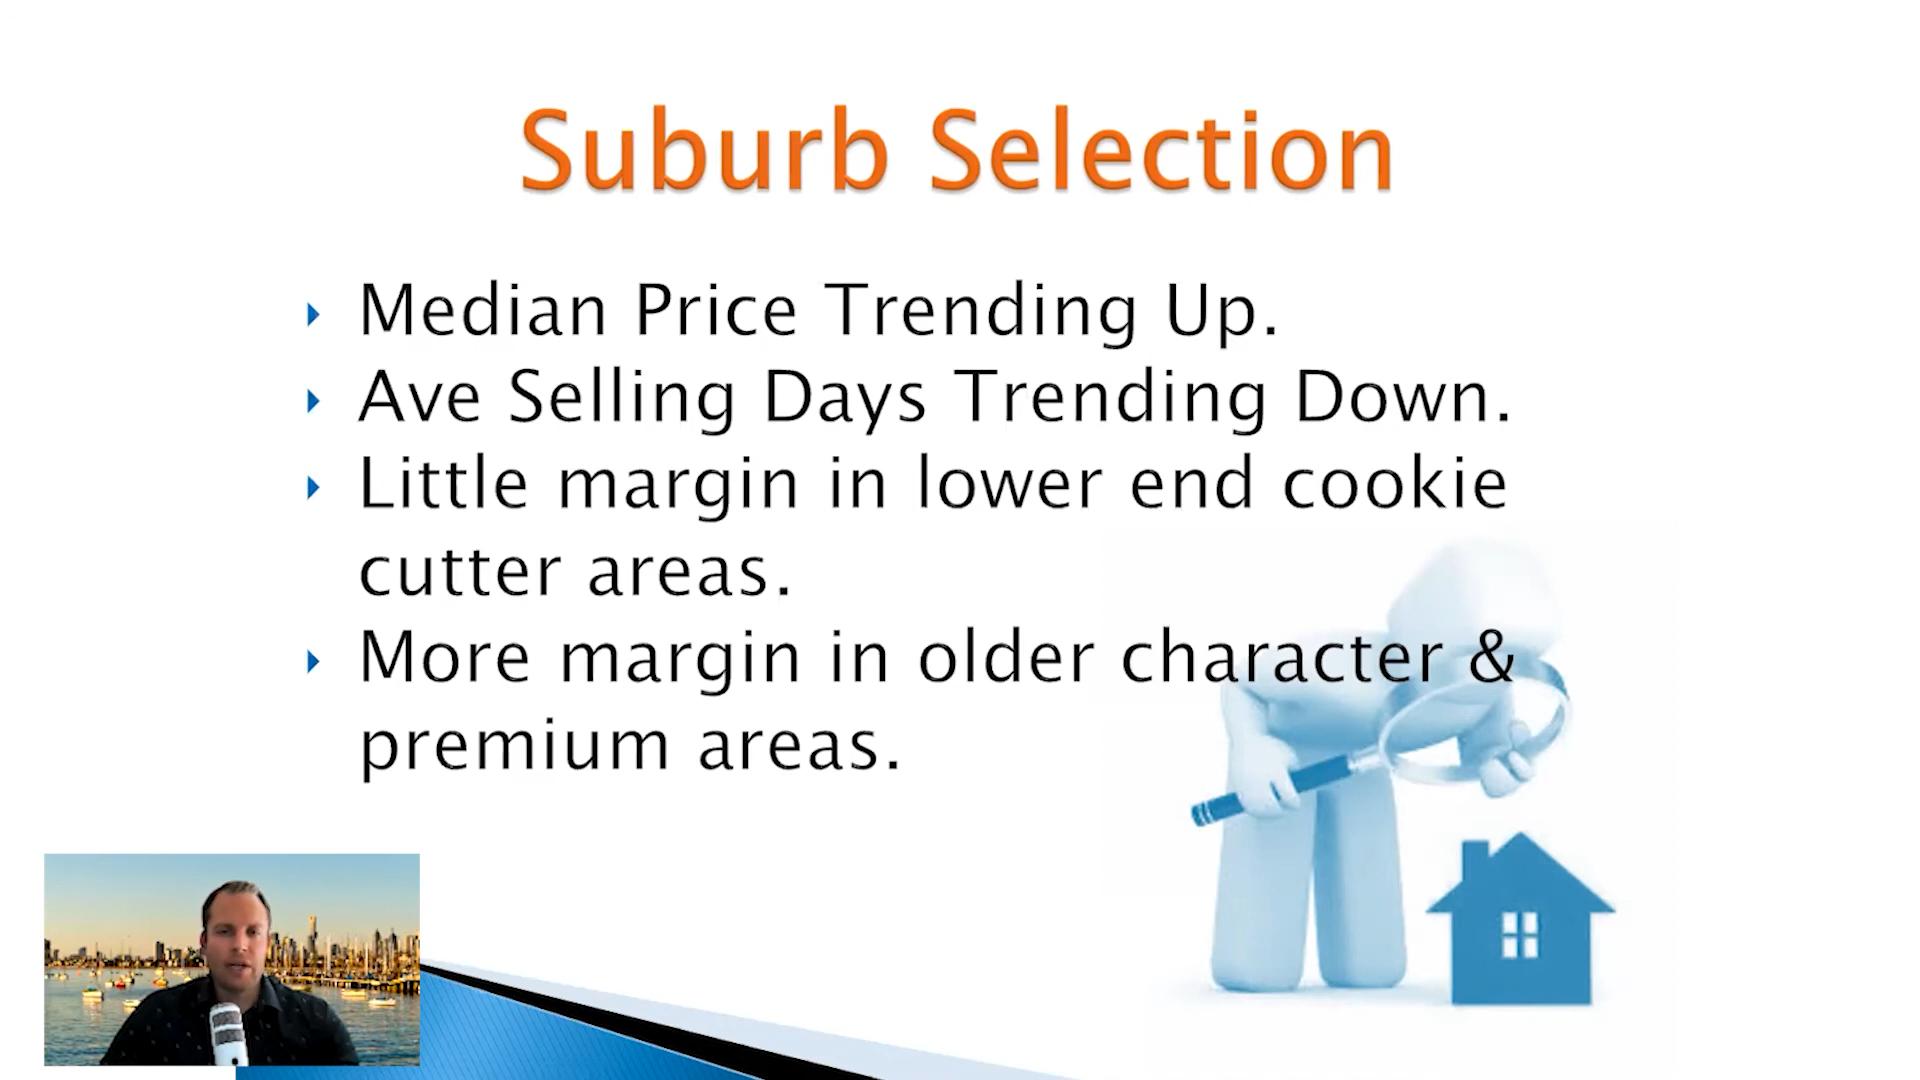 Suburb Selection
Median Price Trending Up.
Ave Selling Days Trending Down.
Little margin in lower end cookie
cutter areas.
More margin in older character &
premium areas.